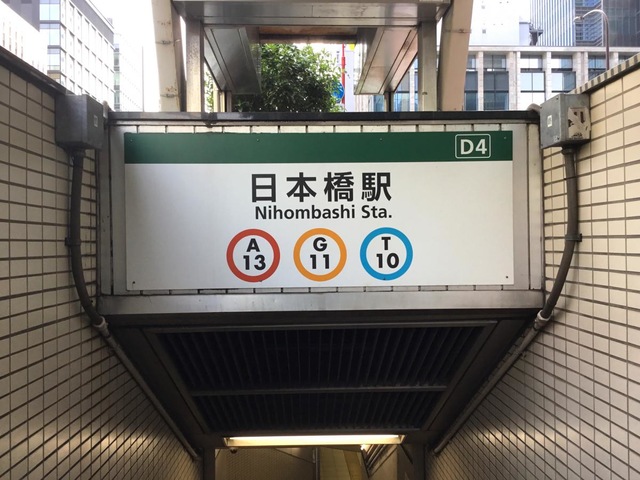 D4
日本橋駅
Nihombashi Sta.
A G T
13 11 10